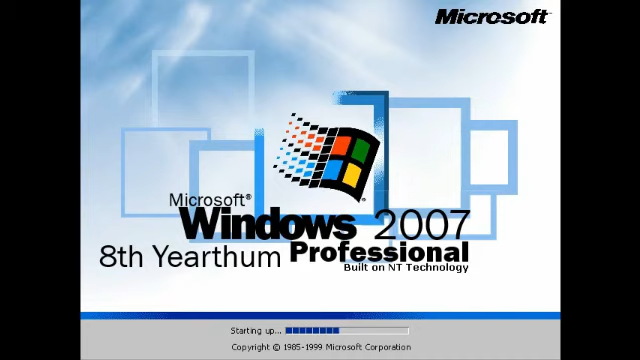 Microsoft
Microsoft®
Windows 2007
8th Yearthum Professional
Built on NT Technology
Starting up...
Copyright © 1985-1999 Microsoft Corporation